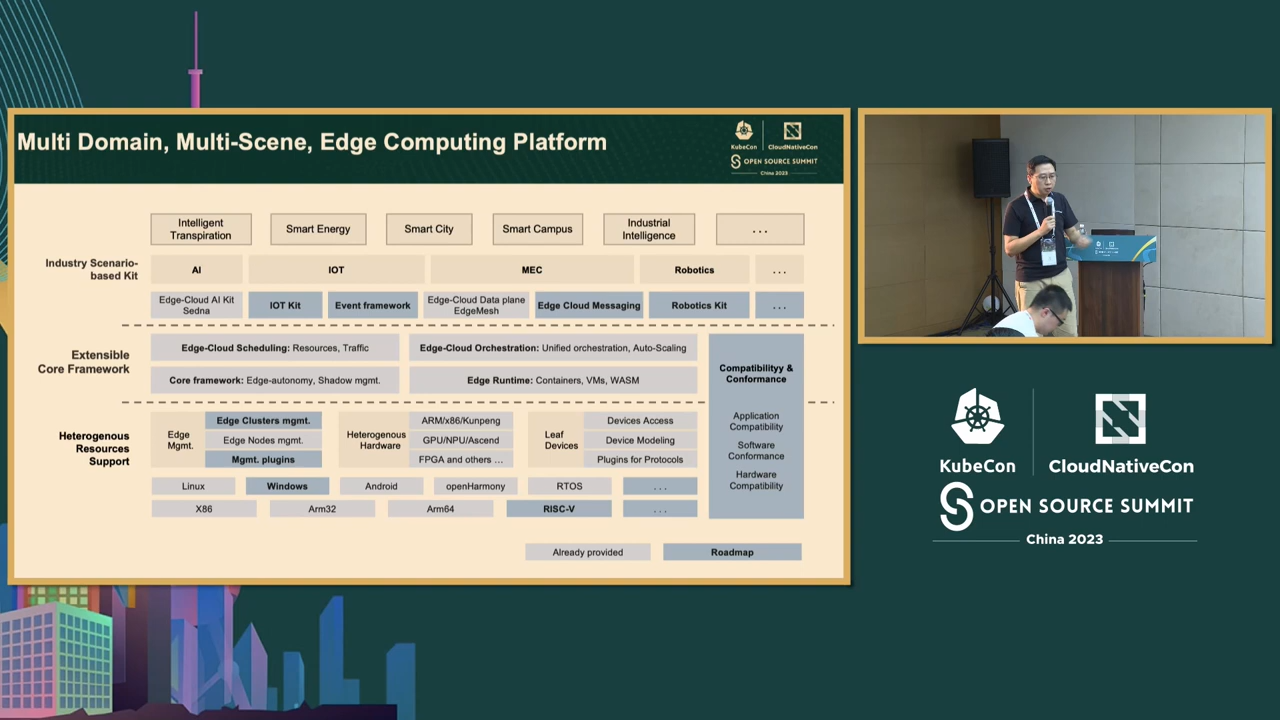 Multi Domain, Multi-Scene, Edge Computing Platform
KubeCon
CloudNativeCon
OPEN SOURCE SUMMIT
China 2023
Intelligent
Transpiration
Smart Energy
Smart City
Smart Campus
Industrial
Intelligence
. . .
Industry Scenario-
based Kit
AI
IOT
MEC
Robotics
. . .
Edge-Cloud AI Kit
Sedna
IOT Kit
Event framework
Edge-Cloud Data plane
EdgeMesh
Edge Cloud Messaging
Robotics Kit
. . .
Extensible
Core Framework
Edge-Cloud Scheduling: Resources, Traffic
Edge-Cloud Orchestration: Unified orchestration, Auto-Scaling
Core framework: Edge-autonomy, Shadow mgmt.
Edge Runtime: Containers, VMs, WASM
Compatibilityy &
Conformance
Application
Compatibility
Software
Conformance
Hardware
Compatibility
Heterogenous
Resources
Support
Edge
Mgmt.
Edge Clusters mgmt.
Edge Nodes mgmt.
Mgmt. plugins
Heterogenous
Hardware
ARM/x86/Kunpeng
GPU/NPU/Ascend
FPGA and others …
Leaf
Devices
Devices Access
Device Modeling
Plugins for Protocols
Linux
Windows
Android
openHarmony
RTOS
. . .
X86
Arm32
Arm64
RISC-V
. . .
Already provided
Roadmap
KubeCon
CloudNativeCon
OPEN SOURCE SUMMIT
China 2023